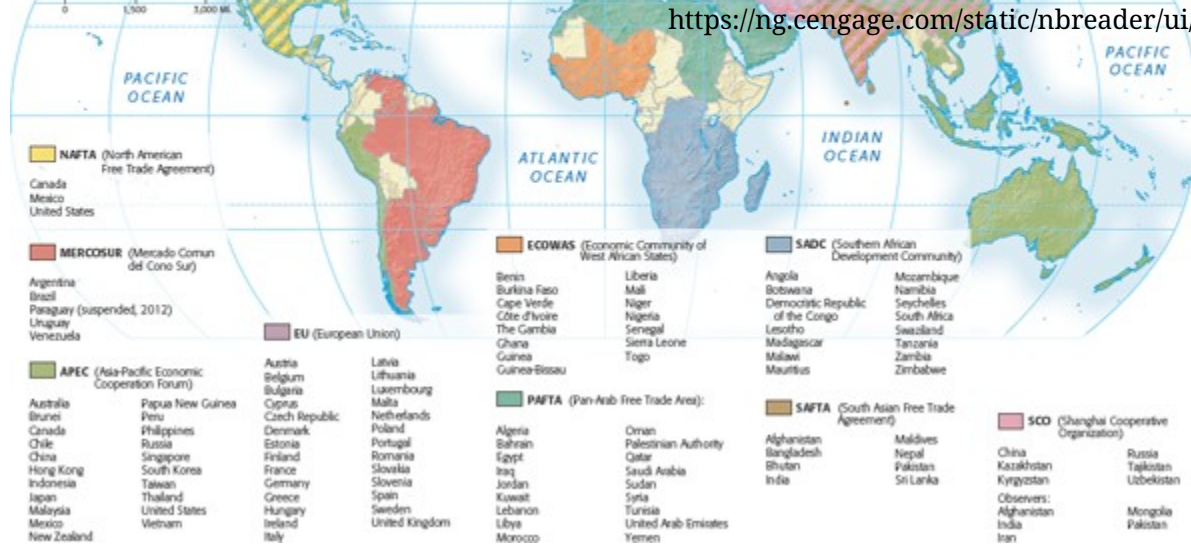 0 1,500 3,000 Mi.
https://ng.cengage.com/static/nbreader/ui/
PACIFIC
OCEAN
PACIFIC
OCEAN
ATLANTIC
OCEAN
INDIAN
OCEAN
NAFTA (North American
Free Trade Agreement)
Canada
Mexico
United States
MERCOSUR (Mercado Comun
del Cono Sur)
Argentina
Brazil
Paraguay (suspended, 2012)
Uruguay
Venezuela
APEC (Asia-Pacific Economic
Cooperation Forum)
Australia
Brunei
Canada
Chile
China
Hong Kong
Indonesia
Japan
Malaysia
Mexico
New Zealand
Papua New Guinea
Peru
Philippines
Russia
Singapore
South Korea
Taiwan
Thailand
United States
Vietnam
EU (European Union)
Austria
Belgium
Bulgaria
Cyprus
Czech Republic
Denmark
Estonia
Finland
France
Germany
Greece
Hungary
Ireland
Italy
Latvia
Lithuania
Luxembourg
Malta
Netherlands
Poland
Portugal
Romania
Slovakia
Slovenia
Spain
Sweden
United Kingdom
ECOWAS (Economic Community of
West African States)
Benin
Burkina Faso
Cape Verde
Côte d'Ivoire
The Gambia
Ghana
Guinea
Guinea-Bissau
Liberia
Mali
Niger
Nigeria
Senegal
Sierra Leone
Togo
PAFTA (Pan-Arab Free Trade Area):
Algeria
Bahrain
Egypt
Iraq
Jordan
Kuwait
Lebanon
Libya
Morocco
Oman
Palestinian Authority
Qatar
Saudi Arabia
Sudan
Syria
Tunisia
United Arab Emirates
Yemen
SADC (Southern African
Development Community)
Angola
Botswana
Democratic Republic
of the Congo
Lesotho
Madagascar
Malawi
Mauritius
Mozambique
Namibia
Seychelles
South Africa
Swaziland
Tanzania
Zambia
Zimbabwe
SAFTA (South Asian Free Trade
Agreement)
Afghanistan
Bangladesh
Bhutan
India
Maldives
Nepal
Pakistan
Sri Lanka
SCO (Shanghai Cooperative
Organization)
China
Kazakhstan
Kyrgyzstan
Russia
Tajikistan
Uzbekistan
Observers:
Afghanistan
India
Iran
Mongolia
Pakistan